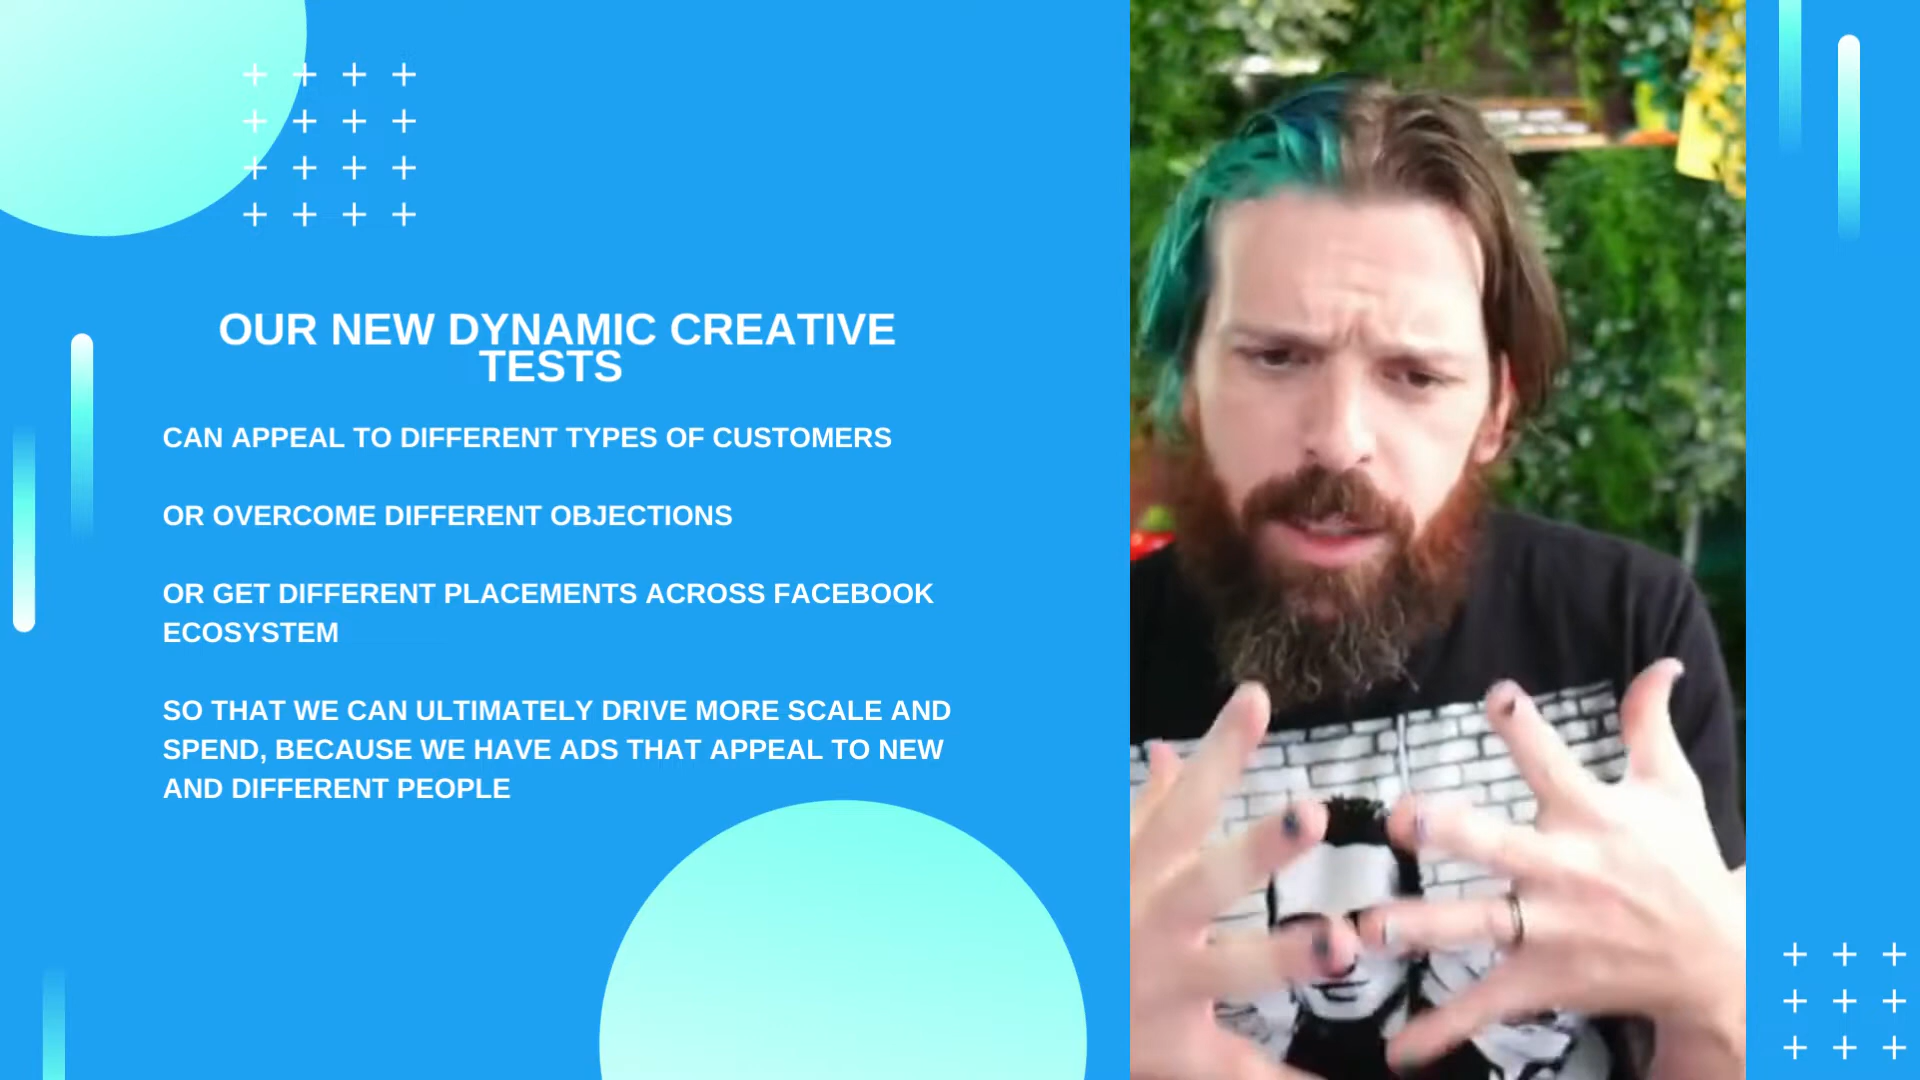 OUR NEW DYNAMIC CREATIVE
TESTS
CAN APPEAL TO DIFFERENT TYPES OF CUSTOMERS
OR OVERCOME DIFFERENT OBJECTIONS
OR GET DIFFERENT PLACEMENTS ACROSS FACEBOOK
ECOSYSTEM
SO THAT WE CAN ULTIMATELY DRIVE MORE SCALE AND
SPEND, BECAUSE WE HAVE ADS THAT APPEAL TO NEW
AND DIFFERENT PEOPLE